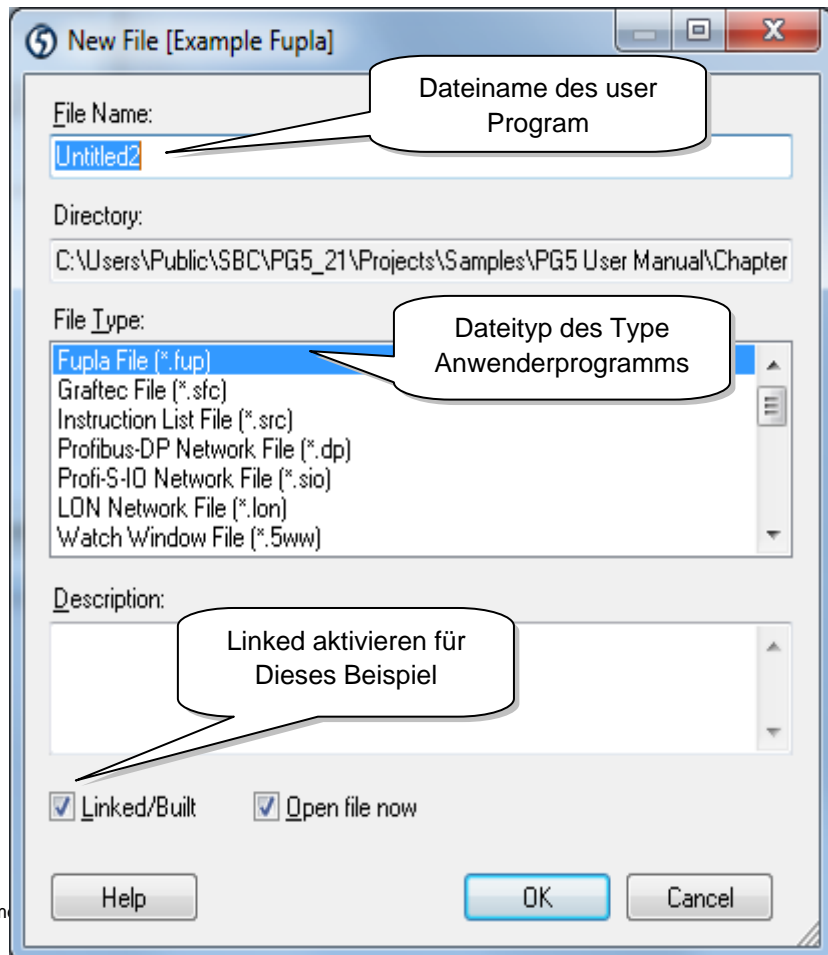 New File [Example Fupla]
Dateiname des user
Program
File Name:
Untitled2
Directory:
C:\Users\Public\SBC\PG5_21\Projects\Samples\PG5 User Manual\Chapter
File Type:
Dateityp des Type
Anwenderprogramms
Fupla File (*.fup)
Graftec File (*.sfc)
Instruction List File (*.src)
Profibus-DP Network File (*.dp)
Profi-S-IO Network File (*.sio)
LON Network File (*.lon)
Watch Window File (*.5ww)
Description:
Linked aktivieren für
Dieses Beispiel
Linked/Built
Open file now
Help
OK
Cancel